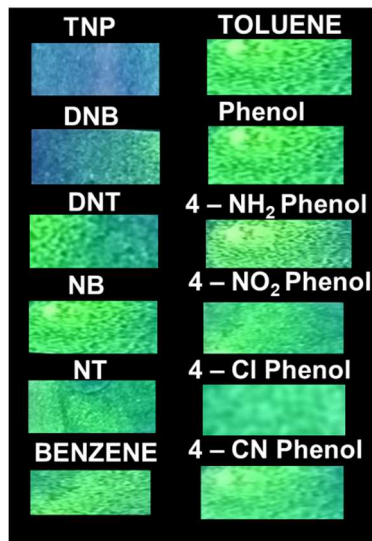 TNP
DNB
DNT
NB
NT
BENZENE
TOLUENE
Phenol
4 – NH₂ Phenol
4 – NO₂ Phenol
4 – Cl Phenol
4 – CN Phenol